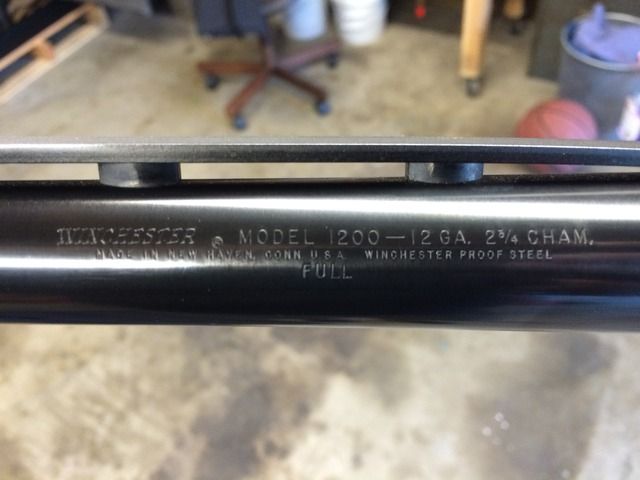 WINCHESTER ® MODEL 1200—12 GA. 2¾ CHAM.
MADE IN NEW HAVEN, CONN. U.S.A. WINCHESTER PROOF STEEL
FULL